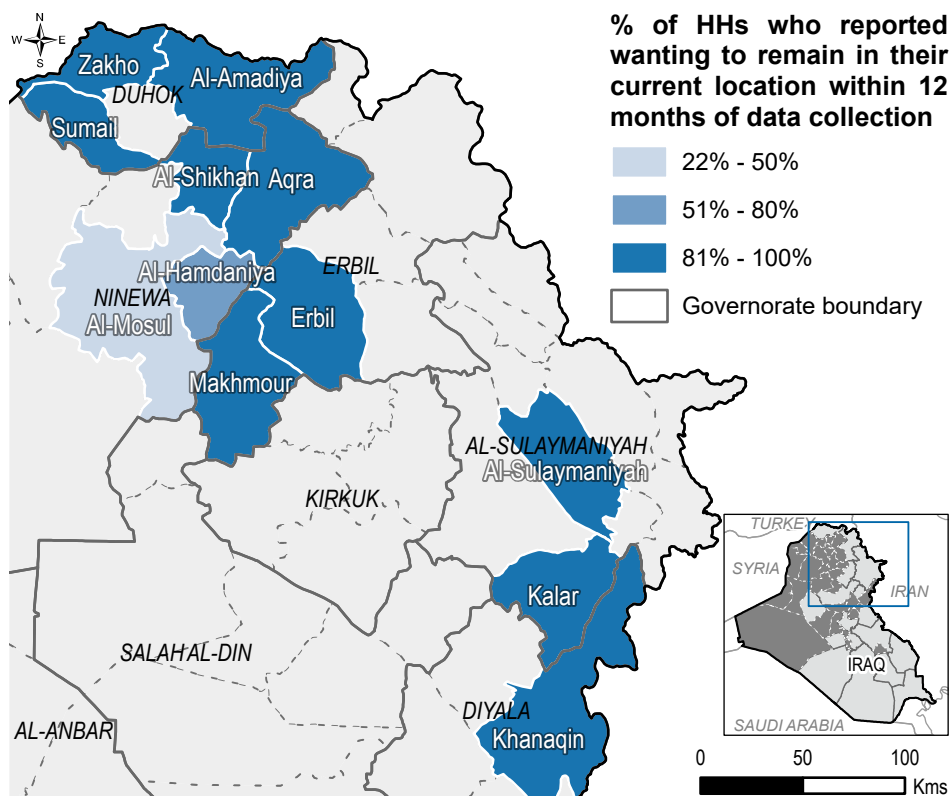 N
W
E
S
% of HHs who reported
wanting to remain in their
current location within 12
months of data collection
22% - 50%
51% - 80%
81% - 100%
Governorate boundary
Zakho
Al-Amadiya
DUHOK
Sumail
Al-Shikhan
Aqra
Al-Hamdaniya
ERBIL
NINEWA
Al-Mosul
Erbil
Makhmour
AL-SULAYMANIYAH
Al-Sulaymaniyah
KIRKUK
Kalar
SALAH AL-DIN
DIYALA
AL-ANBAR
Khanaqin
TURKEY
SYRIA
IRAN
IRAQ
SAUDI ARABIA
0
50
100
Kms